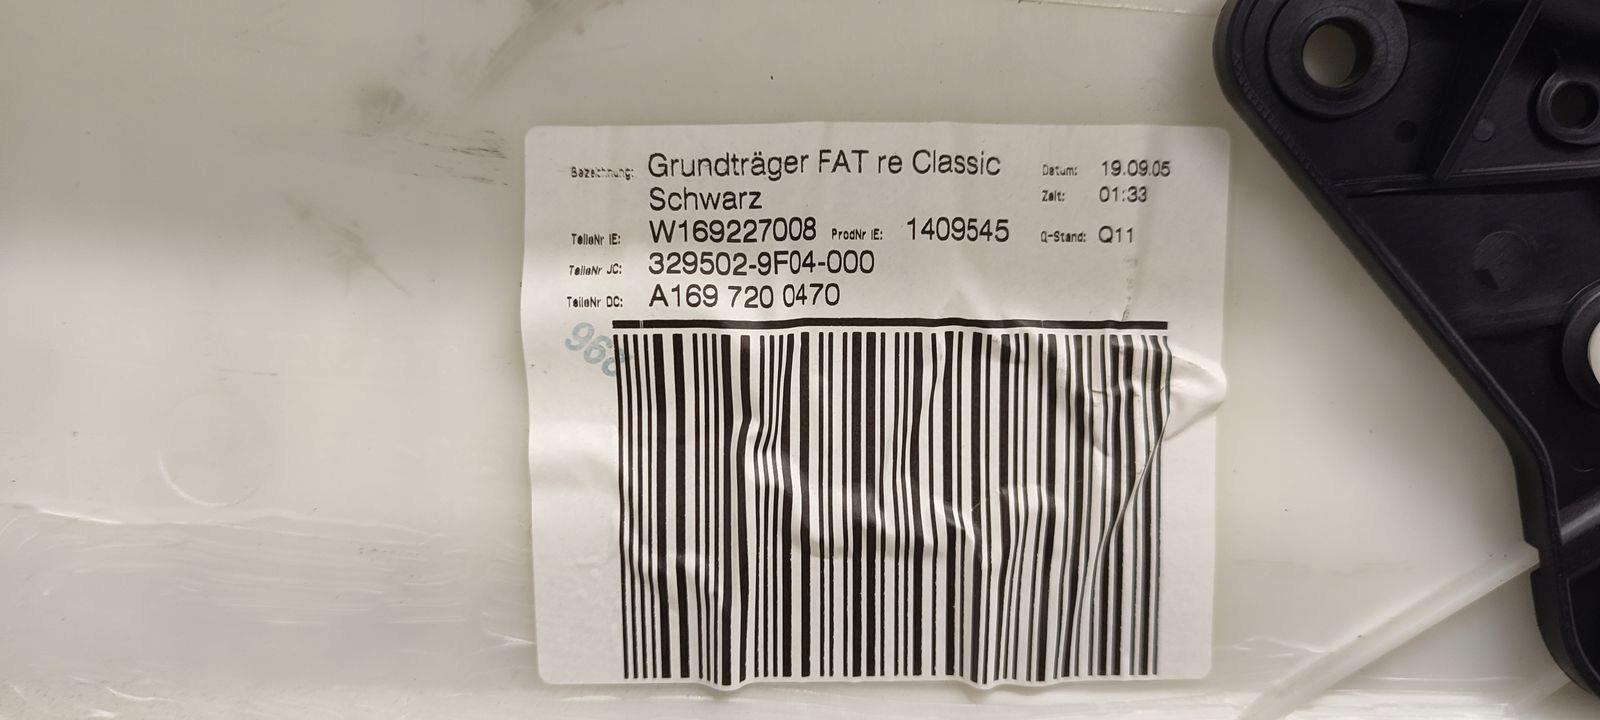 Bezeichnung: Grundträger FAT re Classic Datum: 19.09.05
Schwarz Zeit: 01:33
TeileNr IE: W169227008 ProdNr IE: 1409545 Q-Stand: Q11
TeileNr JC: 329502-9F04-000
TeileNr DC: A169 720 0470